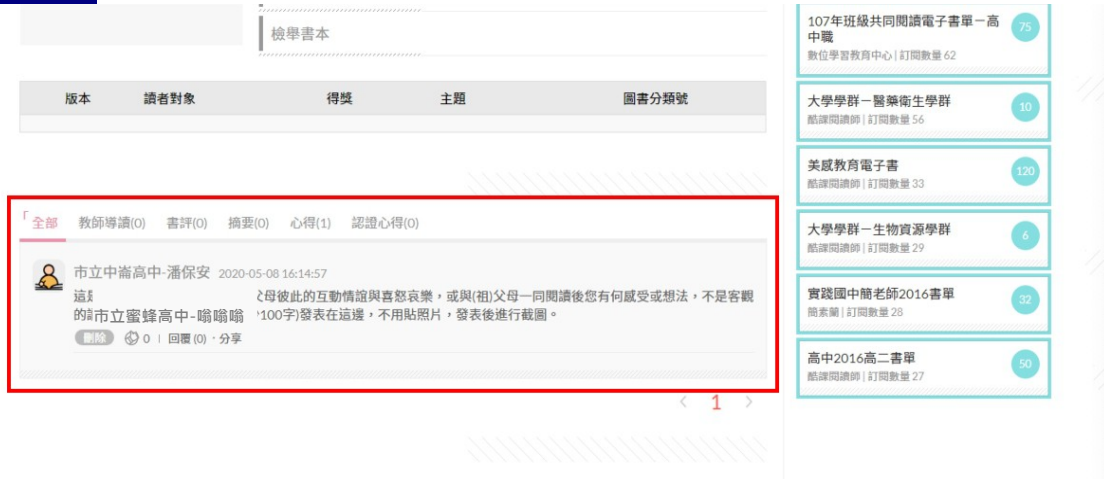 檢舉書本
版本 讀者對象 得獎 主題 圖書分類號
全部 教師導讀(0) 書評(0) 摘要(0) 心得(1) 認證心得(0)
市立中崙高中-潘保安 2020-05-08 16:14:57
這 父母彼此的互動情誼與喜怒哀樂，或與(祖)父母一同閱讀後您有何感受或想法，不是客觀
的 100字)發表在這邊，不用貼照片，發表後進行截圖。
市立蜜蜂高中-嗡嗡嗡
刪除 0 | 回覆 (0)．分享
1
107年班級共同閱讀電子書單－高
中職
數位學習教育中心 | 訂閱數量 62
75
大學學群－醫藥衛生學群
酷課閱讀師 | 訂閱數量 56
10
美感教育電子書
酷課閱讀師 | 訂閱數量 33
120
大學學群－生物資源學群
酷課閱讀師 | 訂閱數量 29
6
實踐國中簡老師2016書單
簡素蘭 | 訂閱數量 28
32
高中2016高二書單
酷課閱讀師 | 訂閱數量 27
50